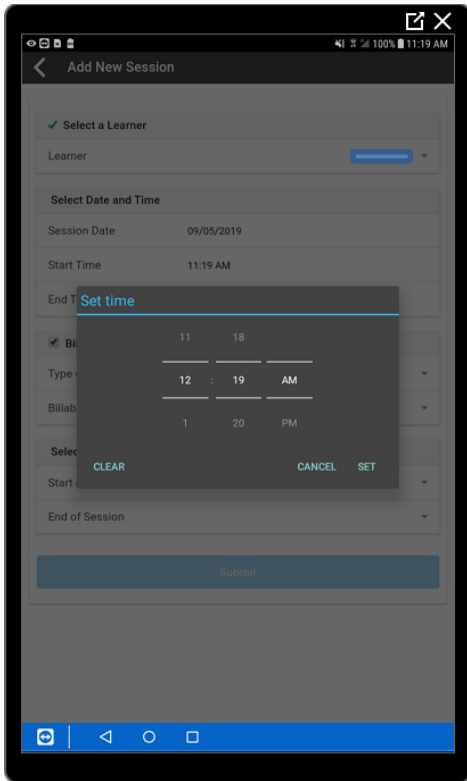 100% 11:19 AM
Add New Session
Select a Learner
Learner
Select Date and Time
Session Date 09/05/2019
Start Time 11:19 AM
End T
Set time
11 18
12 : 19 AM
1 20 PM
CLEAR CANCEL SET
Bil
Type
Billab
Selec
Start
End of Session
Submit